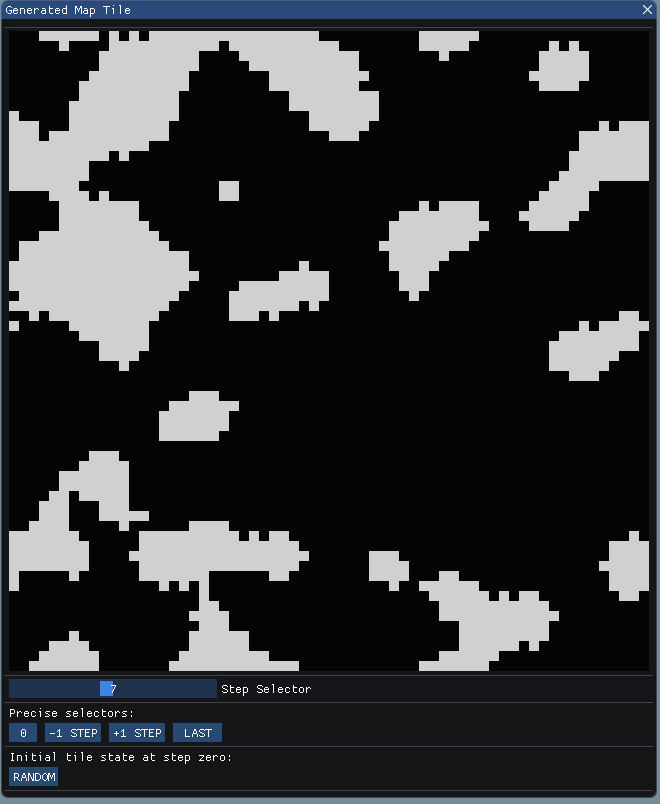 Generated Map Tile
7 Step Selector
Precise selectors:
0 -1 STEP +1 STEP LAST
Initial tile state at step zero:
RANDOM